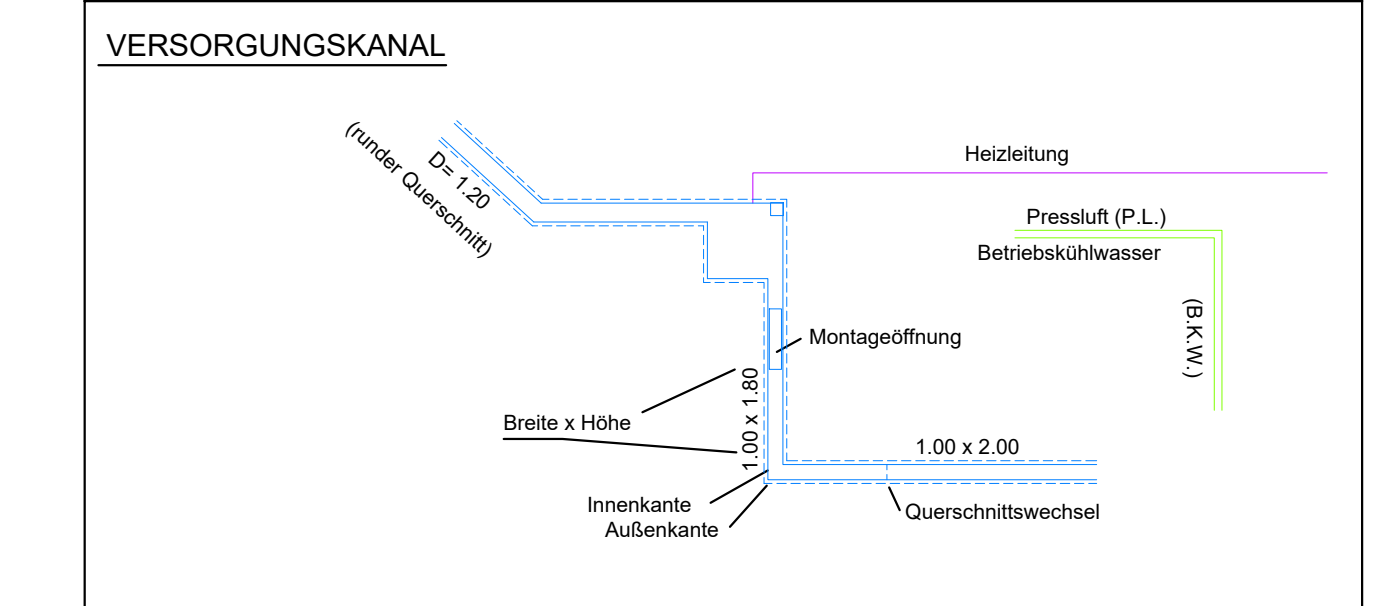 VERSORGUNGSKANAL
(runder Querschnitt)
D= 1.20
Heizleitung
Pressluft (P.L.)
Betriebskühlwasser
(B.K.W.)
Montageöffnung
Breite x Höhe
1.00 x 1.80
1.00 x 2.00
Innenkante
Außenkante
Querschnittswechsel